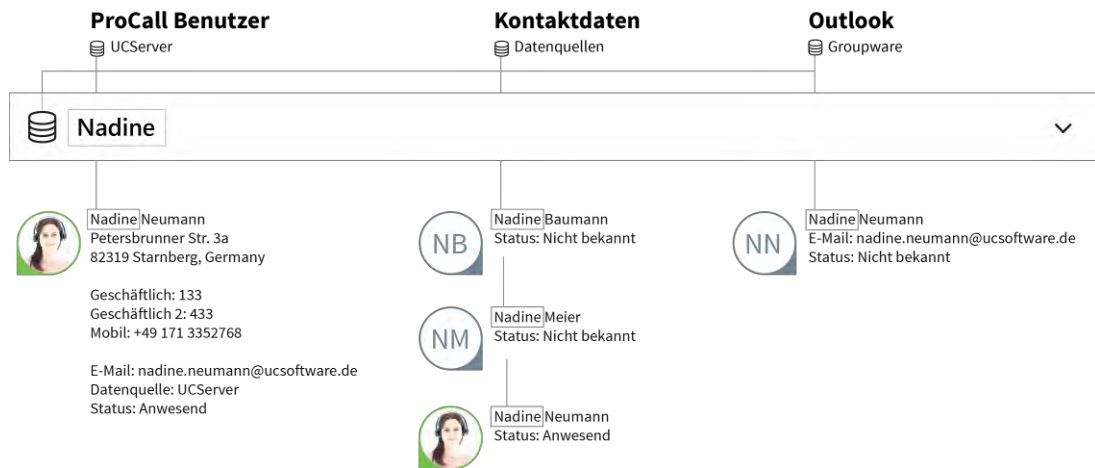 ProCall Benutzer
UCServer
Kontaktdaten
Datenquellen
Outlook
Groupware
Nadine
Nadine Neumann
Petersbrunner Str. 3a
82319 Starnberg, Germany
Geschäftlich: 133
Geschäftlich 2: 433
Mobil: +49 171 3352768
E-Mail: nadine.neumann@ucsoftware.de
Datenquelle: UCServer
Status: Anwesend
NB
Nadine Baumann
Status: Nicht bekannt
NM
Nadine Meier
Status: Nicht bekannt
Nadine Neumann
Status: Anwesend
NN
Nadine Neumann
E-Mail: nadine.neumann@ucsoftware.de
Status: Nicht bekannt